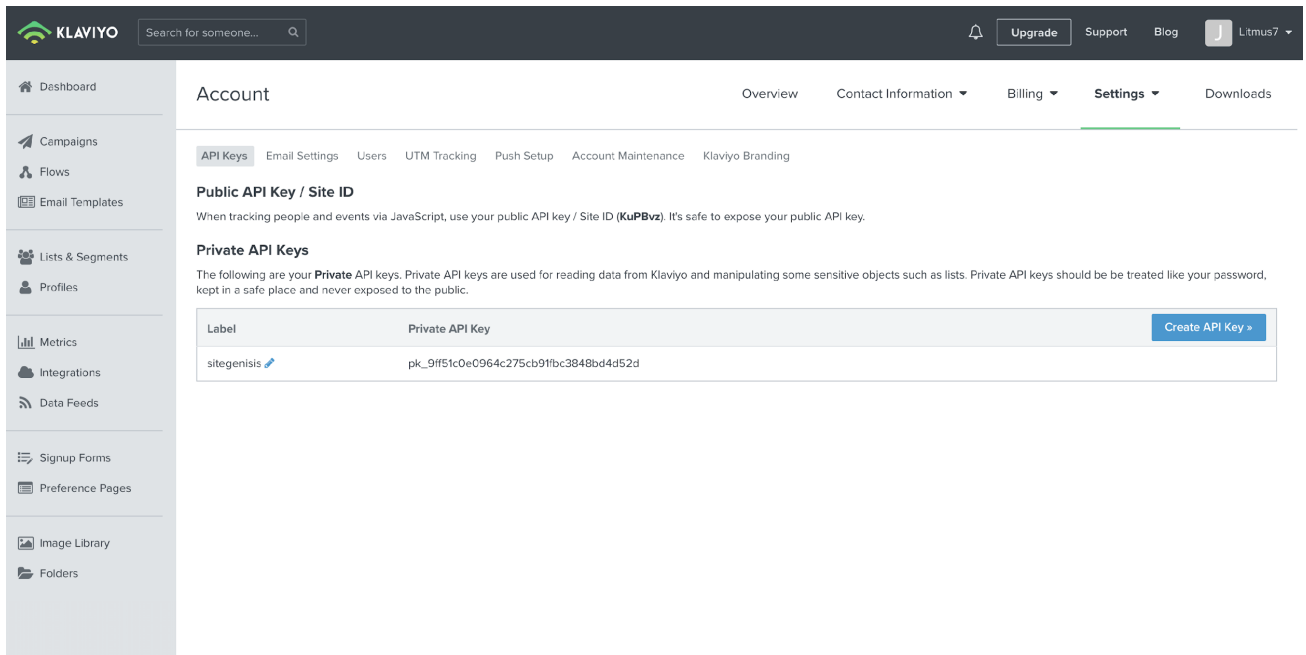 KLAVIYO
Search for someone...
Upgrade
Support
Blog
J
Litmus7
Dashboard
Campaigns
Flows
Email Templates
Lists & Segments
Profiles
Metrics
Integrations
Data Feeds
Signup Forms
Preference Pages
Image Library
Folders
Account
Overview
Contact Information
Billing
Settings
Downloads
API Keys
Email Settings
Users
UTM Tracking
Push Setup
Account Maintenance
Klaviyo Branding
Public API Key / Site ID
When tracking people and events via JavaScript, use your public API key / Site ID (KuPBvz). It's safe to expose your public API key.
Private API Keys
The following are your Private API keys. Private API keys are used for reading data from Klaviyo and manipulating some sensitive objects such as lists. Private API keys should be be treated like your password,
kept in a safe place and never exposed to the public.
Label
Private API Key
Create API Key »
sitegenisis
pk_9ff51c0e0964c275cb91fbc3848bd4d52d